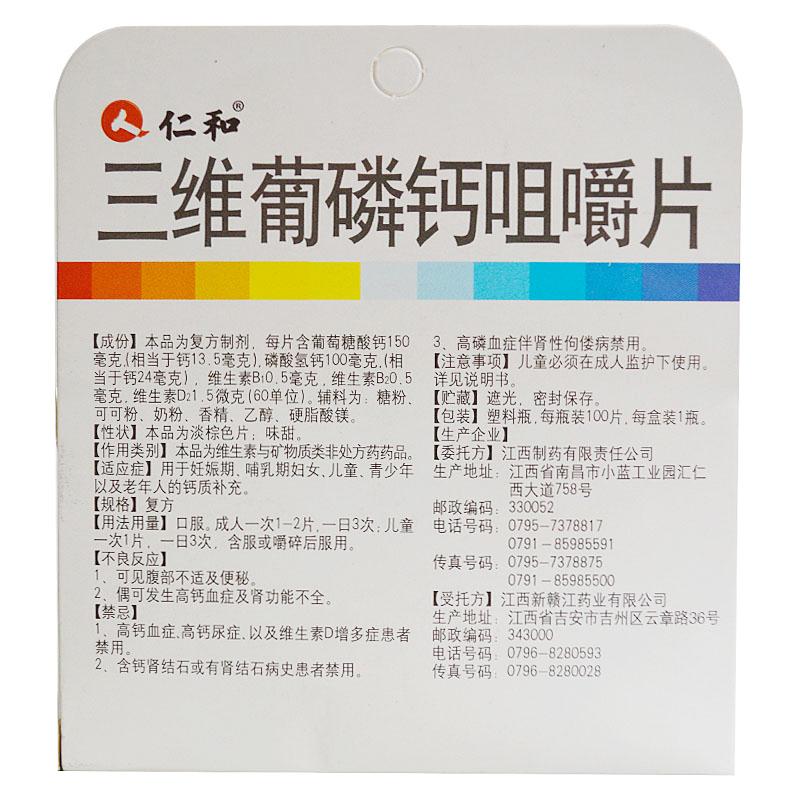 仁和®
三维葡磷钙咀嚼片
【成份】本品为复方制剂，每片含葡萄糖酸钙150
毫克,(相当于钙13.5毫克),磷酸氢钙100毫克,(相
当于钙24毫克)，维生素B₁0.5毫克，维生素B₂0.5
毫克，维生素D₂1.5微克(60单位)。辅料为：糖粉、
可可粉、奶粉、香精、乙醇、硬脂酸镁。
【性状】本品为淡棕色片；味甜。
【作用类别】本品为维生素与矿物质类非处方药药品。
【适应症】用于妊娠期、哺乳期妇女、儿童、青少年
以及老年人的钙质补充。
【规格】复方
【用法用量】口服。成人一次1-2片，一日3次；儿童
一次1片，一日3次，含服或嚼碎后服用。
【不良反应】
1、可见腹部不适及便秘。
2、偶可发生高钙血症及肾功能不全。
【禁忌】
1、高钙血症、高钙尿症、以及维生素D增多症患者
禁用。
2、含钙肾结石或有肾结石病史患者禁用。
3、高磷血症伴肾性佝偻病禁用。
【注意事项】儿童必须在成人监护下使用。
详见说明书。
【贮藏】遮光，密封保存。
【包装】塑料瓶，每瓶装100片，每盒装1瓶。
【生产企业】
【委托方】江西制药有限责任公司
生产地址：江西省南昌市小蓝工业园汇仁
西大道758号
邮政编码：330052
电话号码：0795-7378817
0791-85985591
传真号码：0795-7378875
0791-85985500
【受托方】江西新赣江药业有限公司
生产地址：江西省吉安市吉州区云章路36号
邮政编码：343000
电话号码：0796-8280593
传真号码：0796-8280028